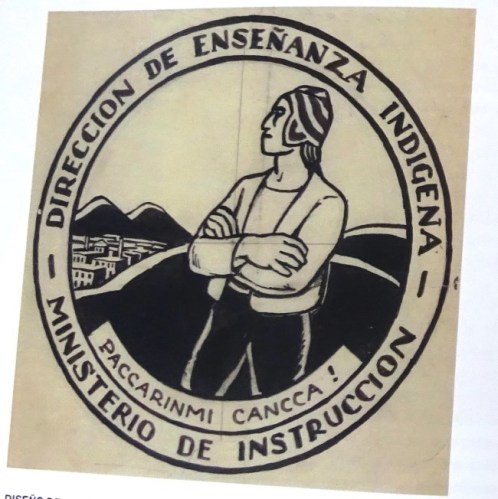 DIRECCION DE ENSEÑANZA INDIGENA
PACCARINMI CANCCA!
— MINISTERIO DE INSTRUCCION —